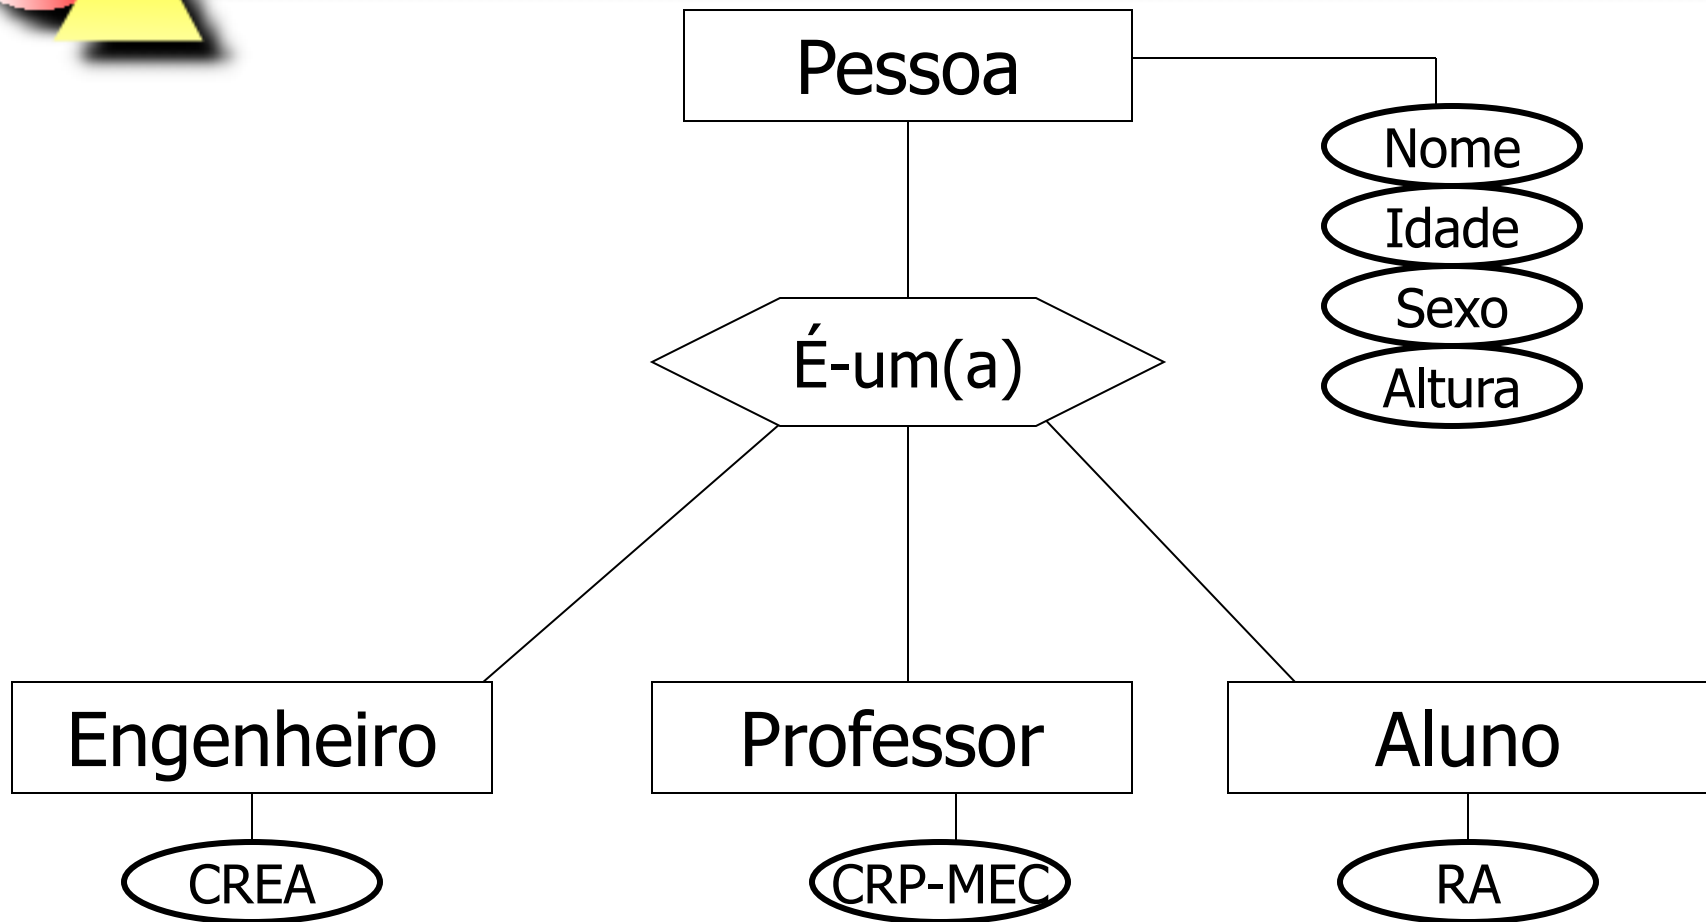 Pessoa
Nome
Idade
Sexo
Altura
É-um(a)
Engenheiro
Professor
Aluno
CREA
CRP-MEC
RA